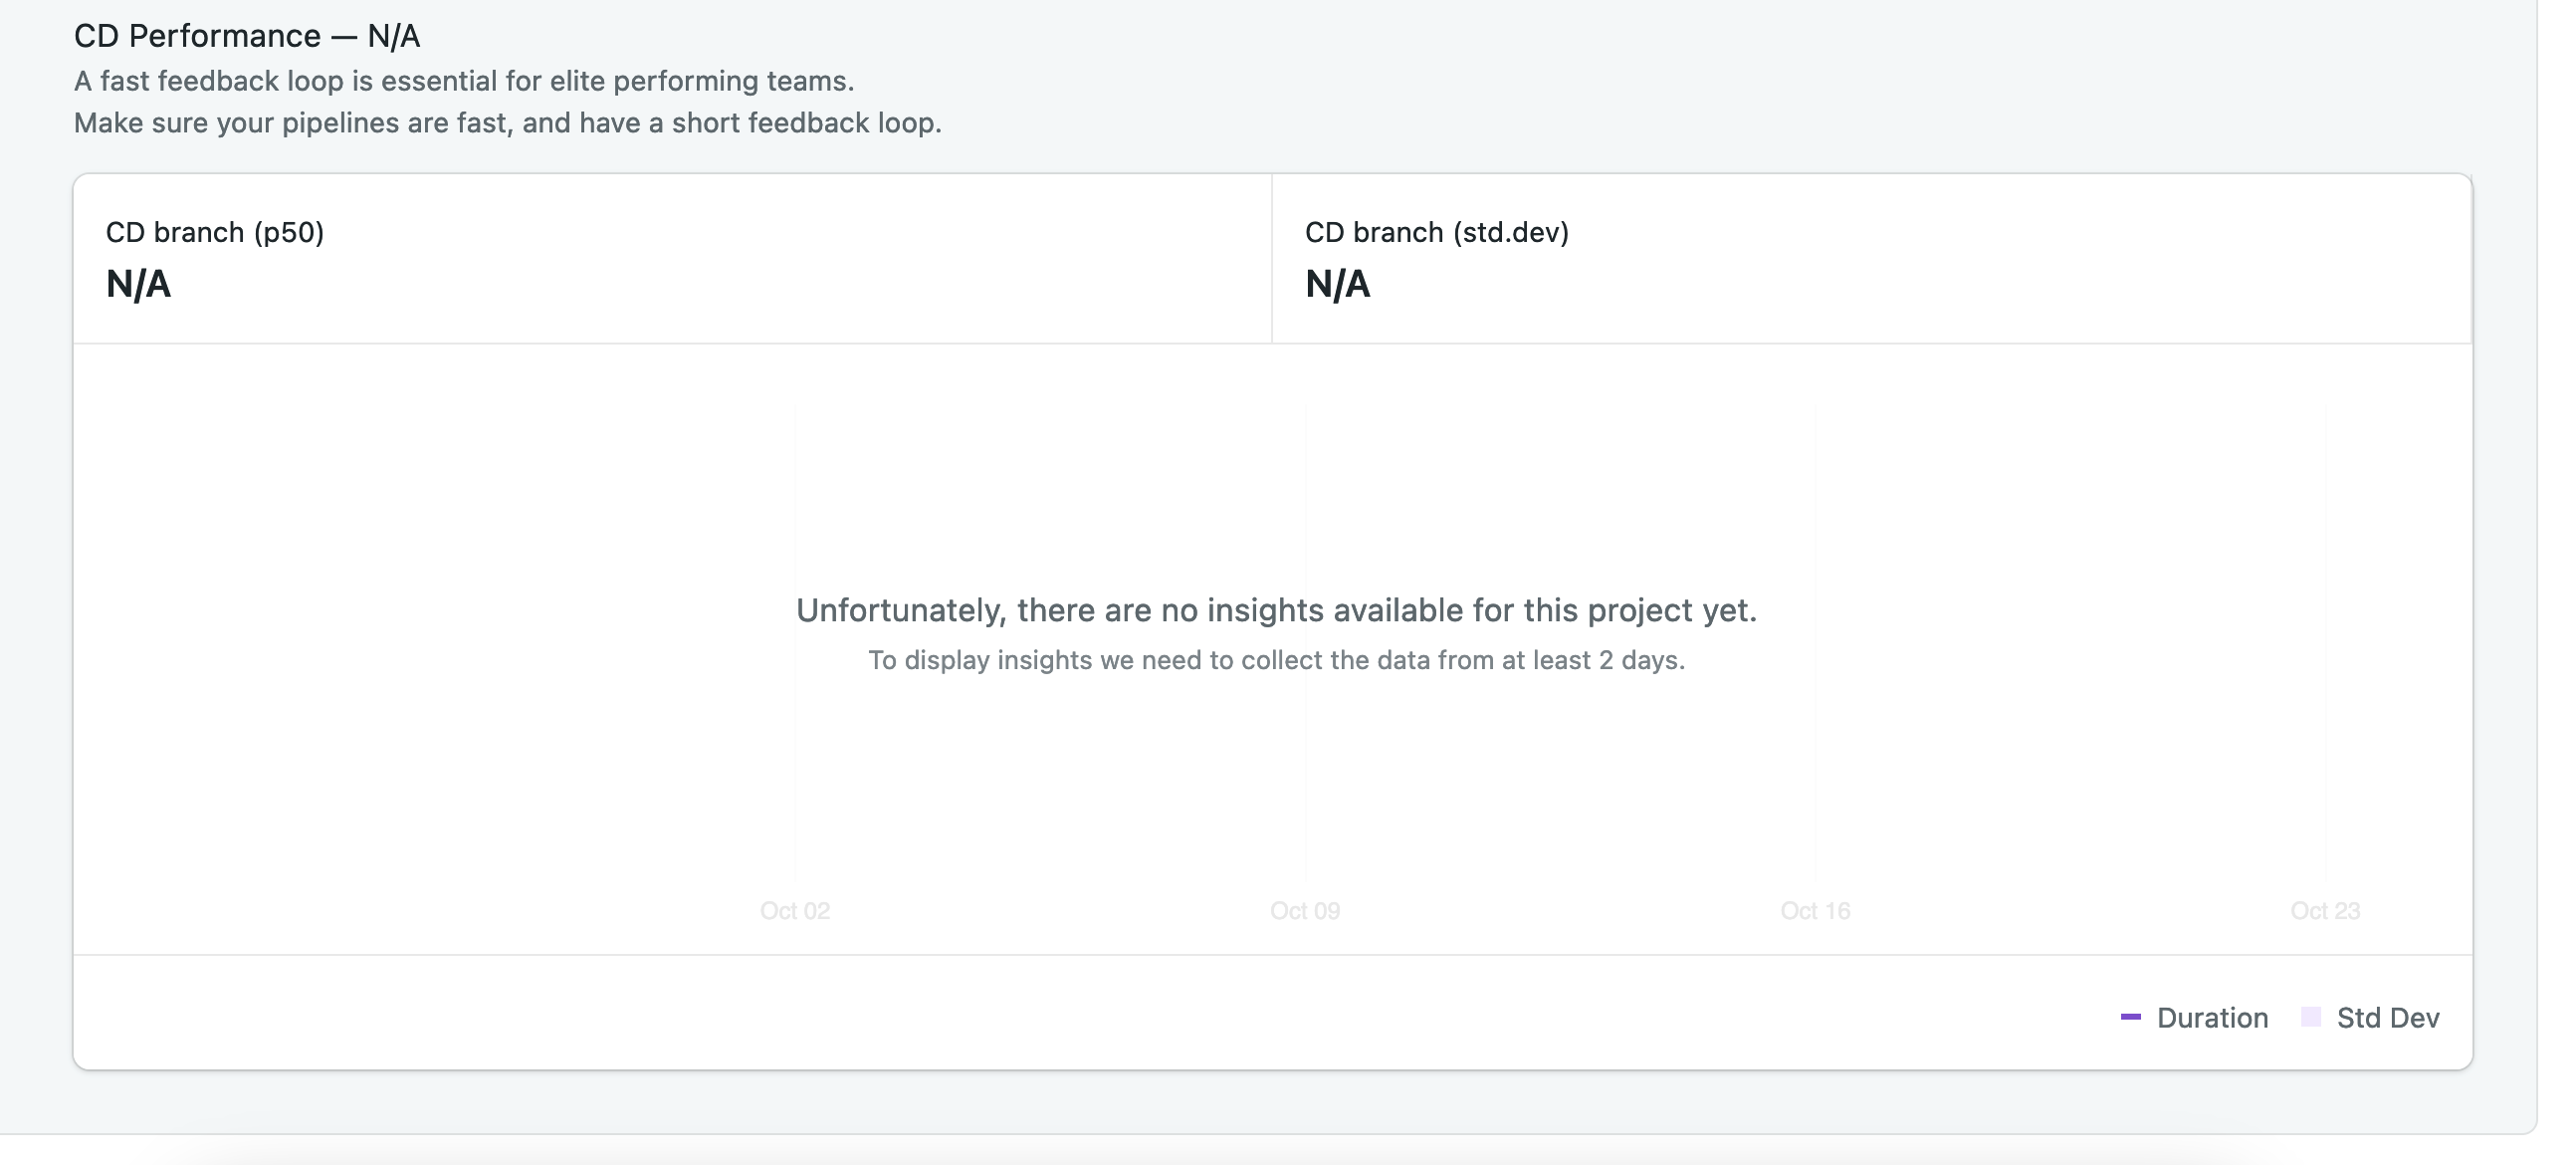 CD Performance — N/A
A fast feedback loop is essential for elite performing teams.
Make sure your pipelines are fast, and have a short feedback loop.
CD branch (p50)
N/A
CD branch (std.dev)
N/A
Unfortunately, there are no insights available for this project yet.
To display insights we need to collect the data from at least 2 days.
Oct 02
Oct 09
Oct 16
Oct 23
Duration
Std Dev